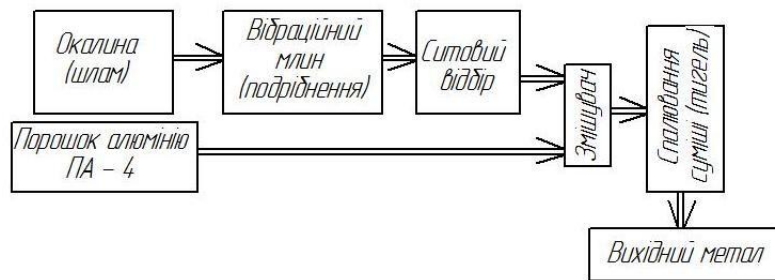 Окалина
(шлам)
Вібраційний
млин
(подрібнення)
Ситовий
відбір
Змішувач
Спалювання
суміші (тигель)
Порошок алюмінію
ПА - 4
Вихідний метал